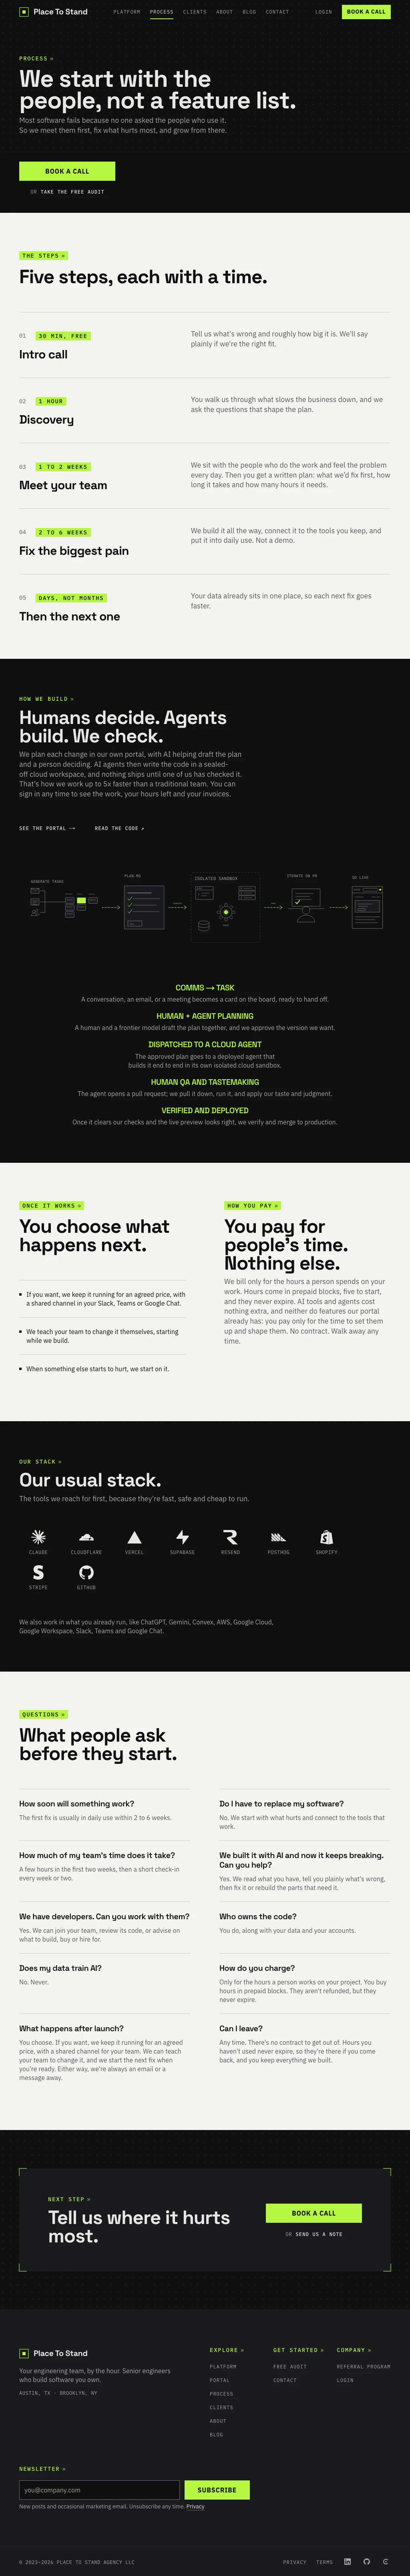 Place To Stand
PLATFORM PROCESS CLIENTS ABOUT BLOG CONTACT LOGIN BOOK A CALL
PROCESS
We start with the
people, not a feature list.
Most software fails because no one asked the people who use it.
So we meet them first, fix what hurts most, and grow from there.
BOOK A CALL
OR TAKE THE FREE AUDIT
THE STEPS
Five steps, each with a time.
01 30 MIN, FREE
Intro call
Tell us what's wrong and roughly how big it is. We'll say
plainly if we're the right fit.
02 1 HOUR
Discovery
You walk us through what slows the business down, and we
ask the questions that shape the plan.
03 1 TO 2 WEEKS
Meet your team
We sit with the people who do the work and feel the problem
every day. Then you get a written plan: what we'd fix first, how
long it takes and how many hours it needs.
04 2 TO 6 WEEKS
Fix the biggest pain
We build it all the way, connect it to the tools you keep, and
put it into daily use. Not a demo.
05 DAYS, NOT MONTHS
Then the next one
Your data already sits in one place, so each next fix goes
faster.
HOW WE BUILD
Humans decide. Agents
build. We check.
We plan each change in our own portal, with AI helping draft the plan
and a person deciding. AI agents then write the code in a sealed-
off cloud workspace, and nothing ships until one of us has checked it.
That's how we work up to 5x faster than a traditional team. You can
sign in any time to see the work, your hours left and your invoices.
SEE THE PORTAL → READ THE CODE ↗
GENERATE TASKS
PLAN.MD
ISOLATED SANDBOX
ITERATE ON PR
GO LIVE
COMMS → TASK
A conversation, an email, or a meeting becomes a card on the board, ready to hand off.
HUMAN + AGENT PLANNING
A human and a frontier model draft the plan together, and we approve the version we want.
DISPATCHED TO A CLOUD AGENT
The approved plan goes to a deployed agent that
builds it end to end in its own isolated cloud sandbox.
HUMAN QA AND TASTEMAKING
The agent opens a pull request; we pull it down, run it, and apply our taste and judgment.
VERIFIED AND DEPLOYED
Once it clears our checks and the live preview looks right, we verify and merge to production.
ONCE IT WORKS
You choose what
happens next.
If you want, we keep it running for an agreed price, with
a shared channel in your Slack, Teams or Google Chat.
We teach your team to change it themselves, starting
while we build.
When something else starts to hurt, we start on it.
HOW YOU PAY
You pay for
people's time.
Nothing else.
We bill only for the hours a person spends on your
work. Hours come in prepaid blocks, five to start,
and they never expire. AI tools and agents cost
nothing extra, and neither do features our portal
already has: you pay only for the time to set them
up and shape them. No contract. Walk away any
time.
OUR STACK
Our usual stack.
The tools we reach for first, because they're fast, safe and cheap to run.
CLAUDE CLOUDFLARE VERCEL SUPABASE RESEND POSTHOG SHOPIFY
STRIPE GITHUB
We also work in what you already run, like ChatGPT, Gemini, Convex, AWS, Google Cloud,
Google Workspace, Slack, Teams and Google Chat.
QUESTIONS
What people ask
before they start.
How soon will something work?
The first fix is usually in daily use within 2 to 6 weeks.
Do I have to replace my software?
No. We start with what hurts and connect to the tools that
work.
How much of my team's time does it take?
A few hours in the first two weeks, then a short check-in
every week or two.
We built it with AI and now it keeps breaking.
Can you help?
Yes. We read what you have, tell you plainly what's wrong,
then fix it or rebuild the parts that need it.
We have developers. Can you work with them?
Yes. We can join your team, review its code, or advise on
what to build, buy or hire for.
Who owns the code?
You do, along with your data and your accounts.
Does my data train AI?
No. Never.
How do you charge?
Only for the hours a person works on your project. You buy
hours in prepaid blocks. They aren't refunded, but they
never expire.
What happens after launch?
You choose. If you want, we keep it running for an agreed
price, with a shared channel for your team. We can teach
your team to change it, and we start the next fix when
you're ready. Either way, we're always an email or a
message away.
Can I leave?
Any time. There's no contract to get out of. Hours you
haven't used never expire, so they're there if you come
back, and you keep everything we built.
NEXT STEP
Tell us where it hurts
most.
BOOK A CALL
OR SEND US A NOTE
Place To Stand
Your engineering team, by the hour. Senior engineers
who build software you own.
AUSTIN, TX · BROOKLYN, NY
EXPLORE
PLATFORM
PORTAL
PROCESS
CLIENTS
ABOUT
BLOG
GET STARTED
FREE AUDIT
CONTACT
COMPANY
REFERRAL PROGRAM
LOGIN
NEWSLETTER
you@company.com SUBSCRIBE
New posts and occasional marketing email. Unsubscribe any time. Privacy
© 2023–2026 PLACE TO STAND AGENCY LLC
PRIVACY TERMS